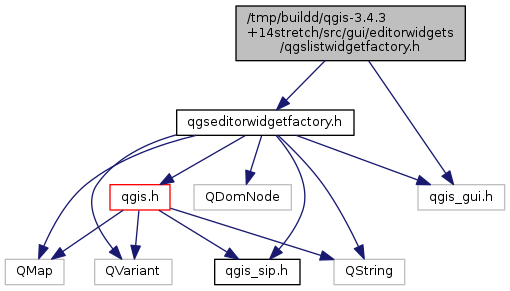 /tmp/buildd/qgis-3.4.3
+14stretch/src/gui/editorwidgets
/qgslistwidgetfactory.h
qgseditorwidgetfactory.h
qgis.h
QDomNode
qgis_gui.h
QMap
QVariant
qgis_sip.h
QString